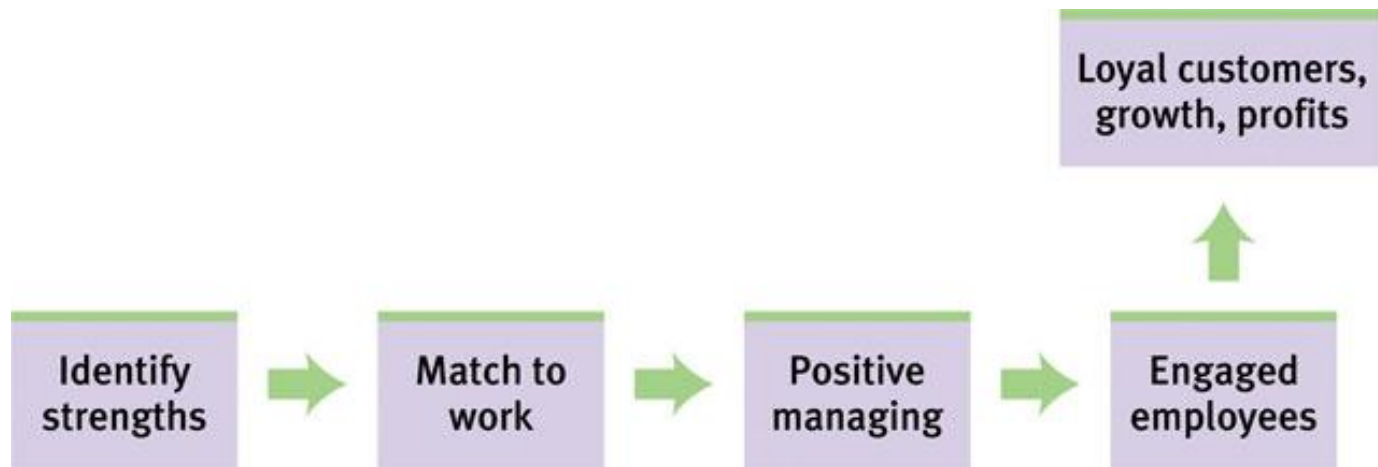 Loyal customers,
growth, profits
Identify
strengths
Match to
work
Positive
managing
Engaged
employees